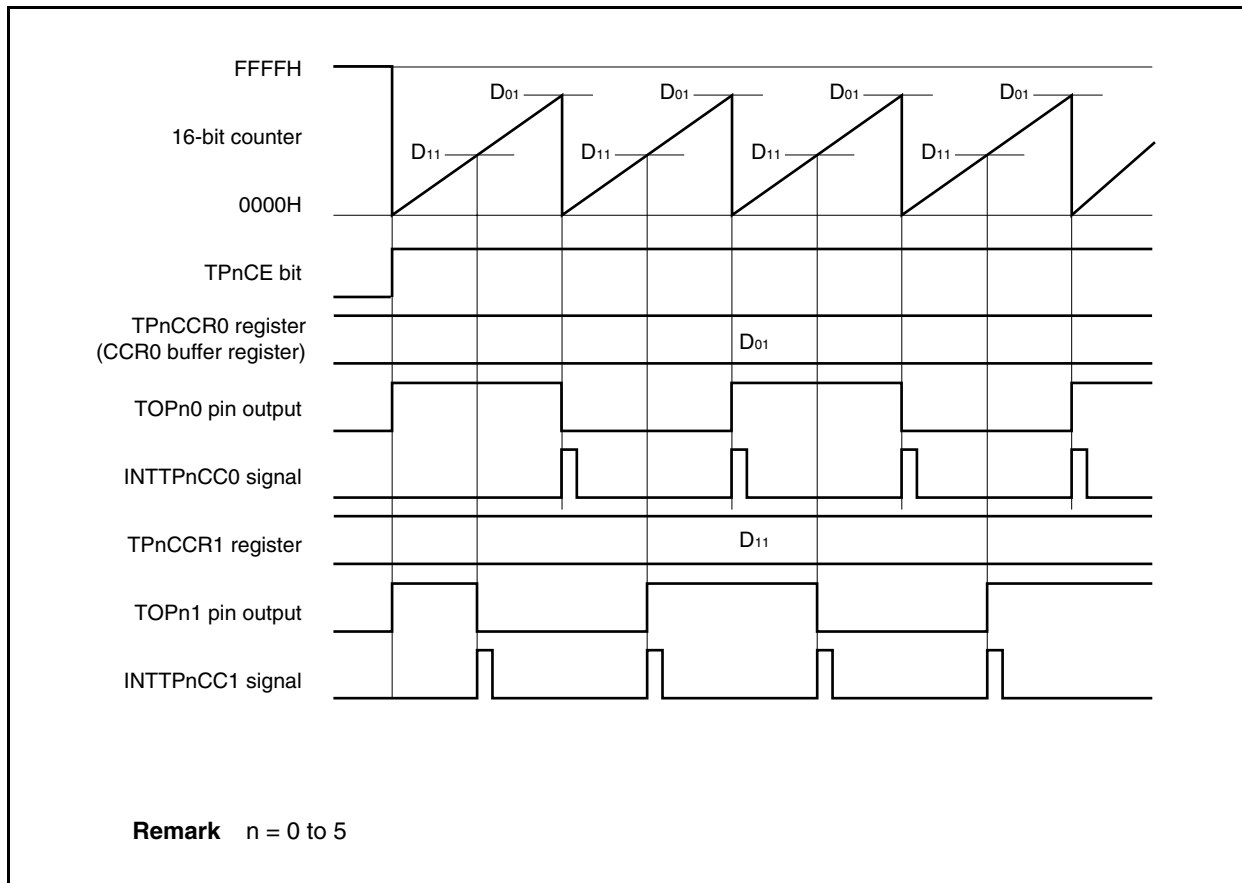 FFFFH
D01 D01 D01 D01
16-bit counter
D11 D11 D11 D11
0000H
TPnCE bit
TPnCCR0 register
(CCR0 buffer register)
D01
TOPn0 pin output
INTTPnCC0 signal
TPnCCR1 register
D11
TOPn1 pin output
INTTPnCC1 signal
Remark n = 0 to 5